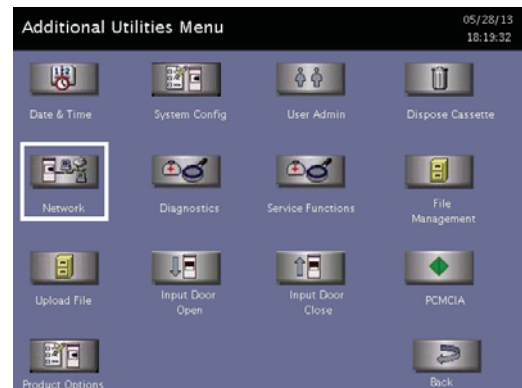 Additional Utilities Menu
05/28/13
18:19:32
Date & Time
System Config
User Admin
Dispose Cassette
Network
Diagnostics
Service Functions
File
Management
Upload File
Input Door
Open
Input Door
Close
PCMCIA
Product Options
Back